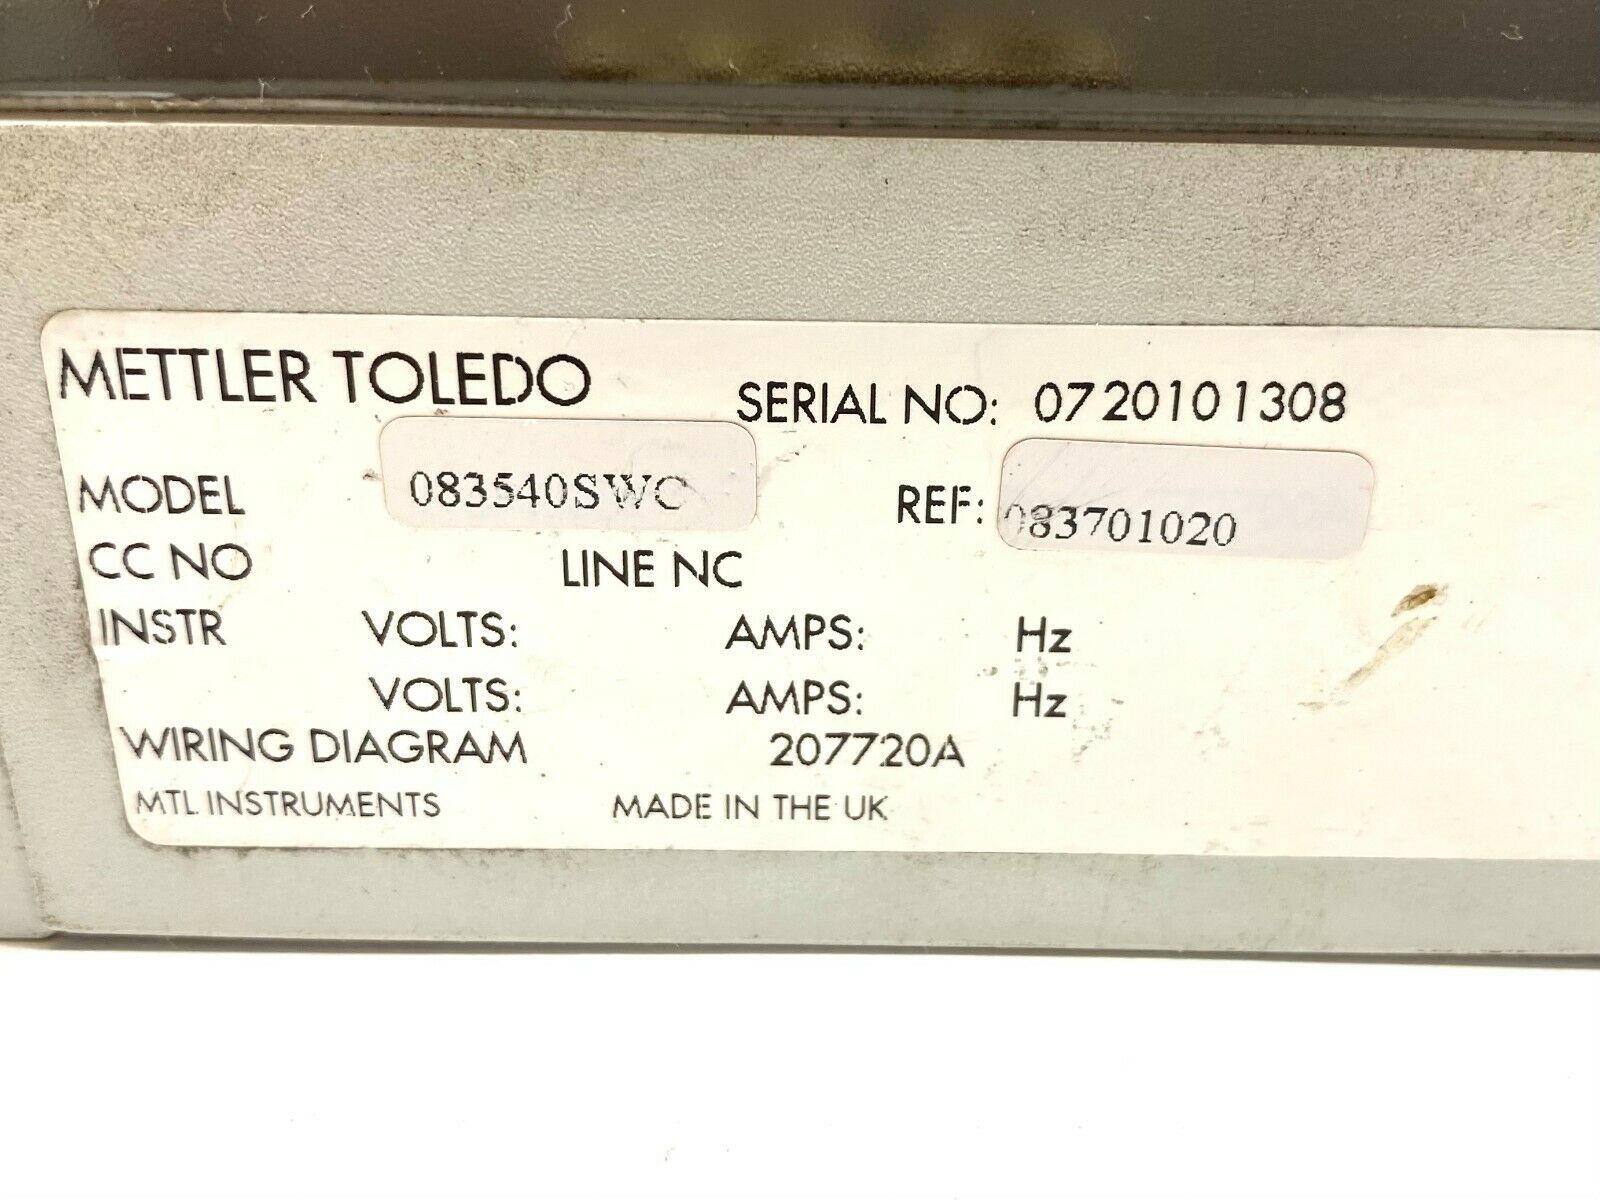 METTLER TOLEDO SERIAL NO: 0720101308
MODEL 083540SWC REF: 083701020
CC NO LINE NC
INSTR VOLTS: AMPS: Hz
VOLTS: AMPS: Hz
WIRING DIAGRAM 207720A
MTL INSTRUMENTS MADE IN THE UK